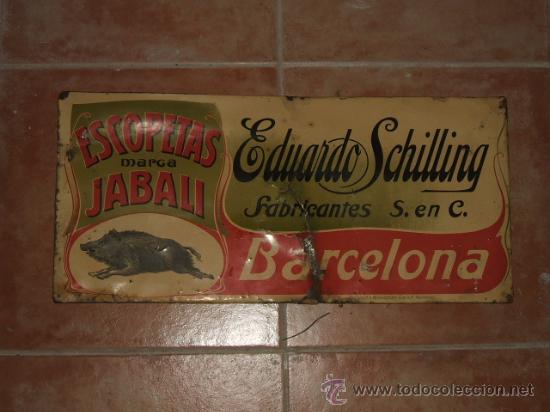 ESCOPETAS
marca
JABALI
Eduardo Schilling
Fabricantes S. en C.
Barcelona
www.todocoleccion.net